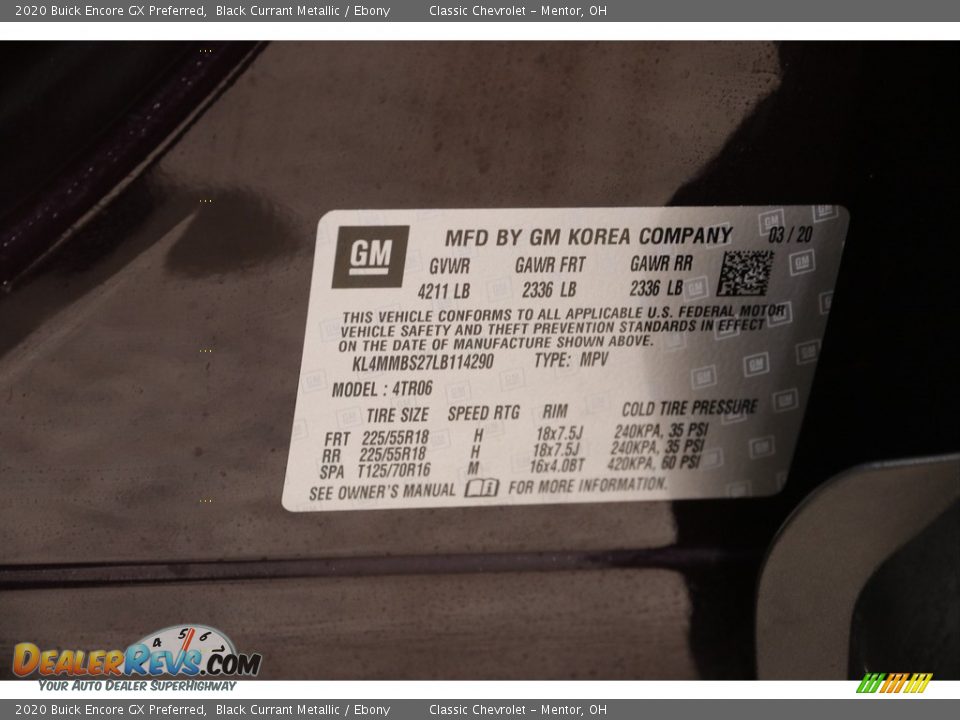 2020 Buick Encore GX Preferred, Black Currant Metallic / Ebony Classic Chevrolet - Mentor, OH
GM MFD BY GM KOREA COMPANY 03 / 20
GVWR GAWR FRT GAWR RR
4211 LB 2336 LB 2336 LB
THIS VEHICLE CONFORMS TO ALL APPLICABLE U.S. FEDERAL MOTOR
VEHICLE SAFETY AND THEFT PREVENTION STANDARDS IN EFFECT
ON THE DATE OF MANUFACTURE SHOWN ABOVE.
KL4MMBS27LB114290 TYPE: MPV
MODEL : 4TR06
TIRE SIZE SPEED RTG RIM COLD TIRE PRESSURE
FRT 225/55R18 H 18x7.5J 240KPA, 35 PSI
RR 225/55R18 H 18x7.5J 240KPA, 35 PSI
SPA T125/70R16 M 16x4.0BT 420KPA, 60 PSI
SEE OWNER'S MANUAL FOR MORE INFORMATION.
4 5 6 7
DEALERREVS.COM
YOUR AUTO DEALER SUPERHIGHWAY
2020 Buick Encore GX Preferred, Black Currant Metallic / Ebony Classic Chevrolet - Mentor, OH